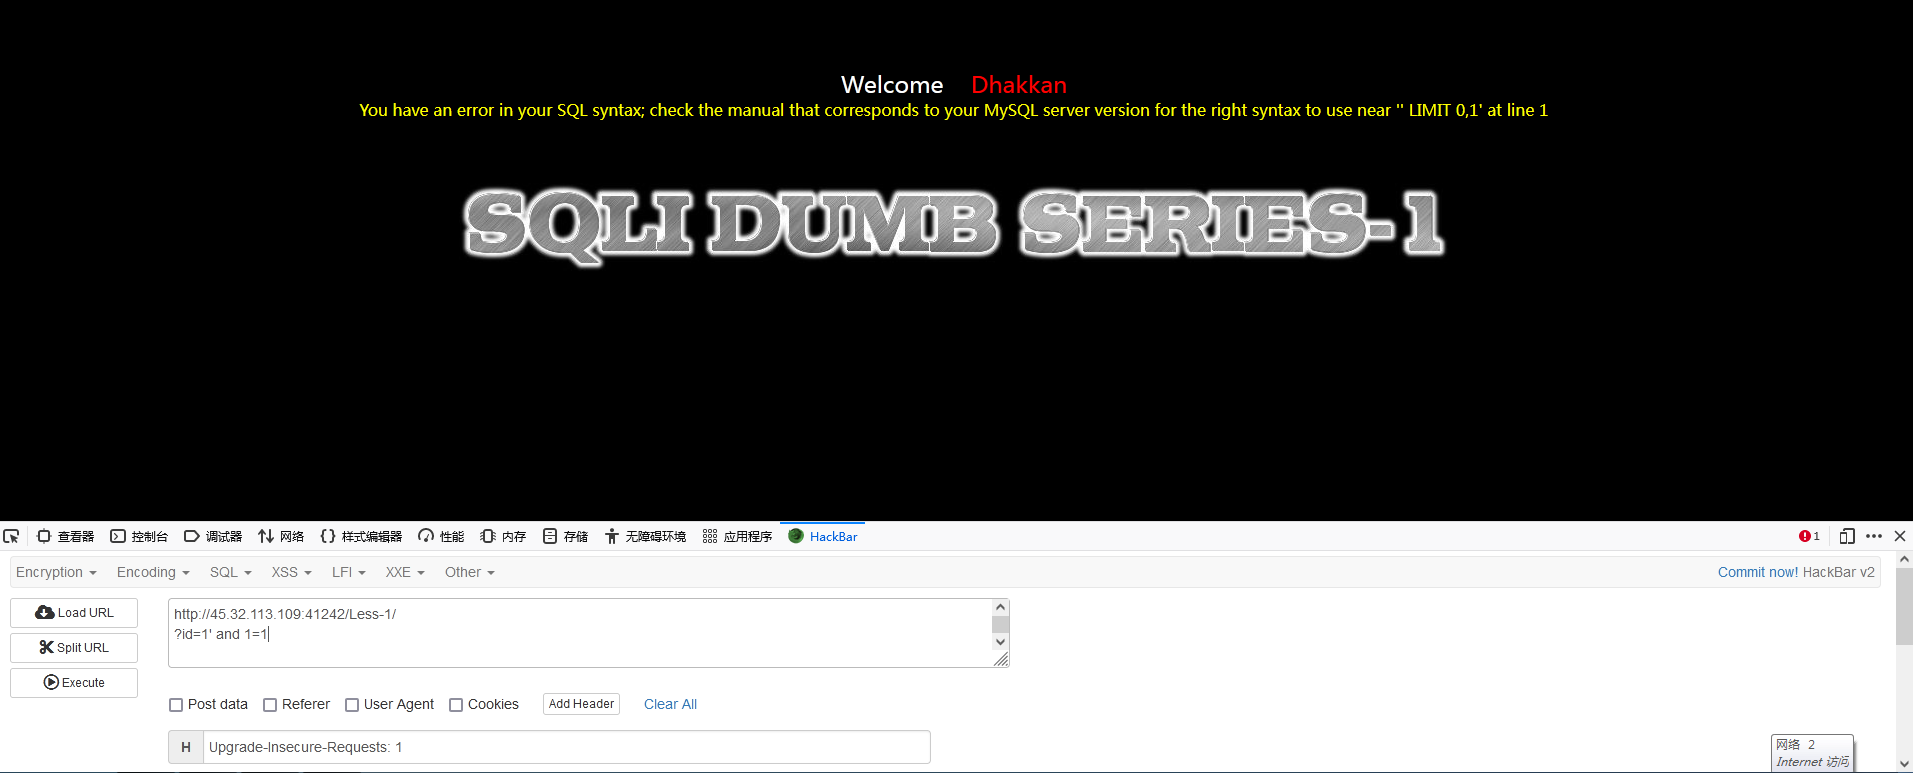 Welcome Dhakkan
You have an error in your SQL syntax; check the manual that corresponds to your MySQL server version for the right syntax to use near '' LIMIT 0,1' at line 1
SQLI DUMB SERIES-1
查看器 控制台 调试器 网络 样式编辑器 性能 内存 存储 无障碍环境 应用程序 HackBar 1
Encryption Encoding SQL XSS LFI XXE Other Commit now! HackBar v2
Load URL
Split URL
Execute
http://45.32.113.109:41242/Less-1/
?id=1' and 1=1
Post data Referer User Agent Cookies Add Header Clear All
H Upgrade-Insecure-Requests: 1
网络 2
Internet 访问